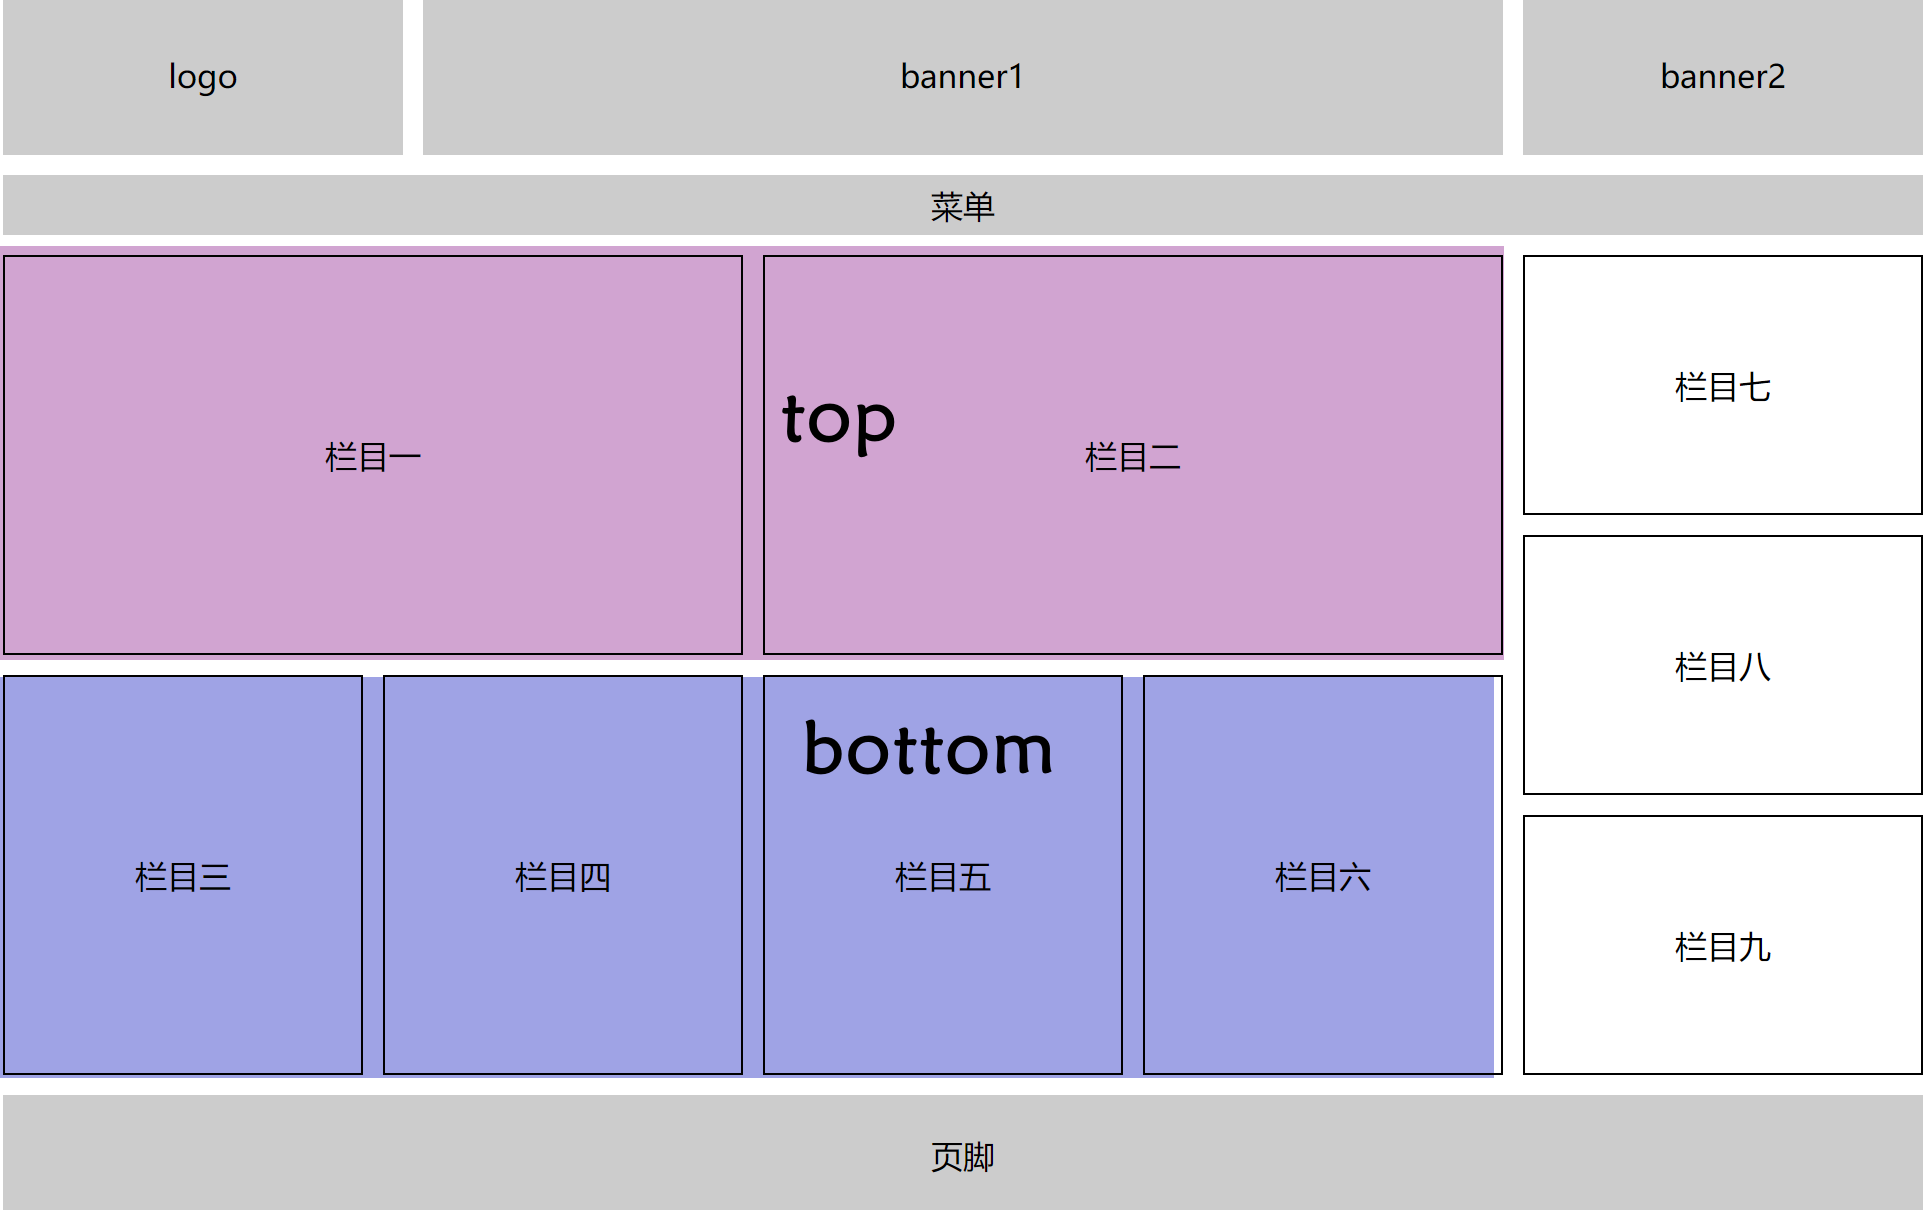 logo
banner1
banner2
菜单
栏目一
top
栏目二
栏目七
栏目八
bottom
栏目三
栏目四
栏目五
栏目六
栏目九
页脚